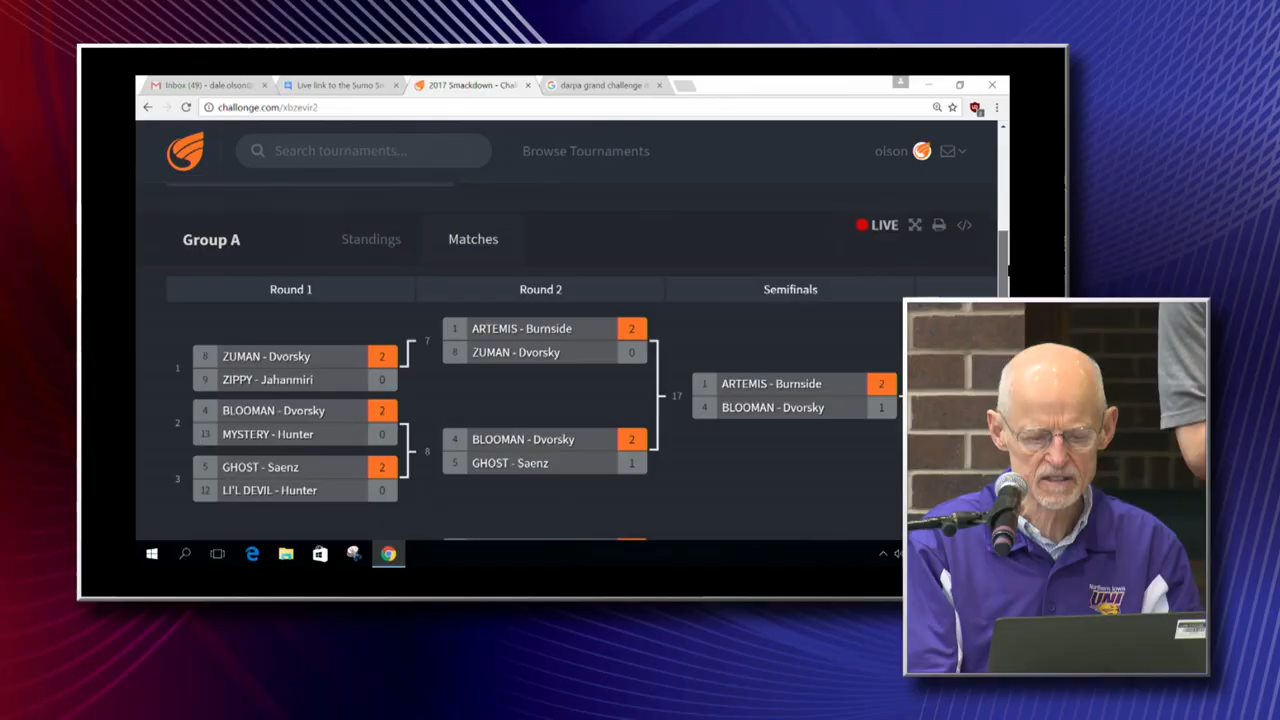 Inbox (49) - dale.olson@
Live link to the Sumo Sm
2017 Smackdown - Chal
darpa grand challenge d
challonge.com/xbzevir2
Search tournaments...
Browse Tournaments
olson
Group A
Standings
Matches
LIVE
Round 1
Round 2
Semifinals
1
8 ZUMAN - Dvorsky 2
9 ZIPPY - Jahanmiri 0
2
4 BLOOMAN - Dvorsky 2
13 MYSTERY - Hunter 0
3
5 GHOST - Saenz 2
12 LI'L DEVIL - Hunter 0
7
1 ARTEMIS - Burnside 2
8 ZUMAN - Dvorsky 0
8
4 BLOOMAN - Dvorsky 2
5 GHOST - Saenz 1
17
1 ARTEMIS - Burnside 2
4 BLOOMAN - Dvorsky 1
Northern Iowa
UNI